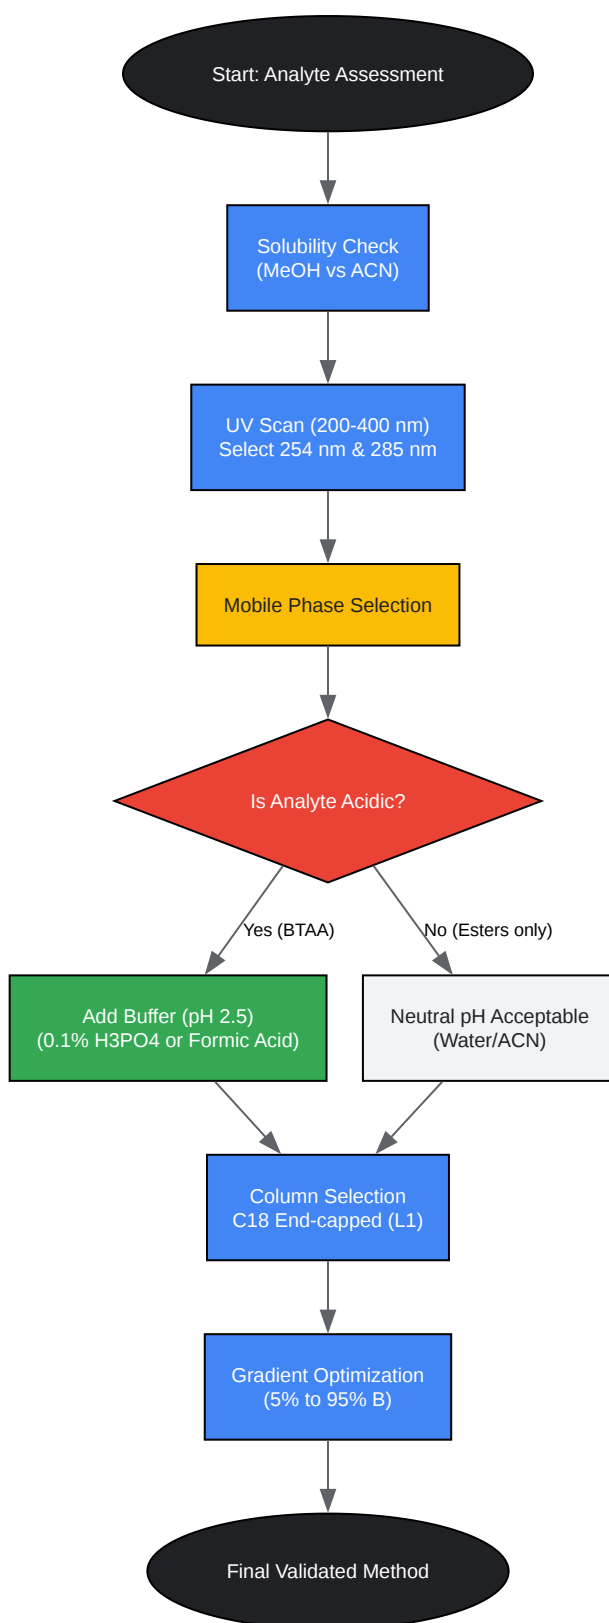 Start: Analyte Assessment
Solubility Check
(MeOH vs ACN)
UV Scan (200-400 nm)
Select 254 nm & 285 nm
Mobile Phase Selection
Is Analyte Acidic?
Yes (BTAA)
No (Esters only)
Add Buffer (pH 2.5)
(0.1% H3PO4 or Formic Acid)
Neutral pH Acceptable
(Water/ACN)
Column Selection
C18 End-capped (L1)
Gradient Optimization
(5% to 95% B)
Final Validated Method